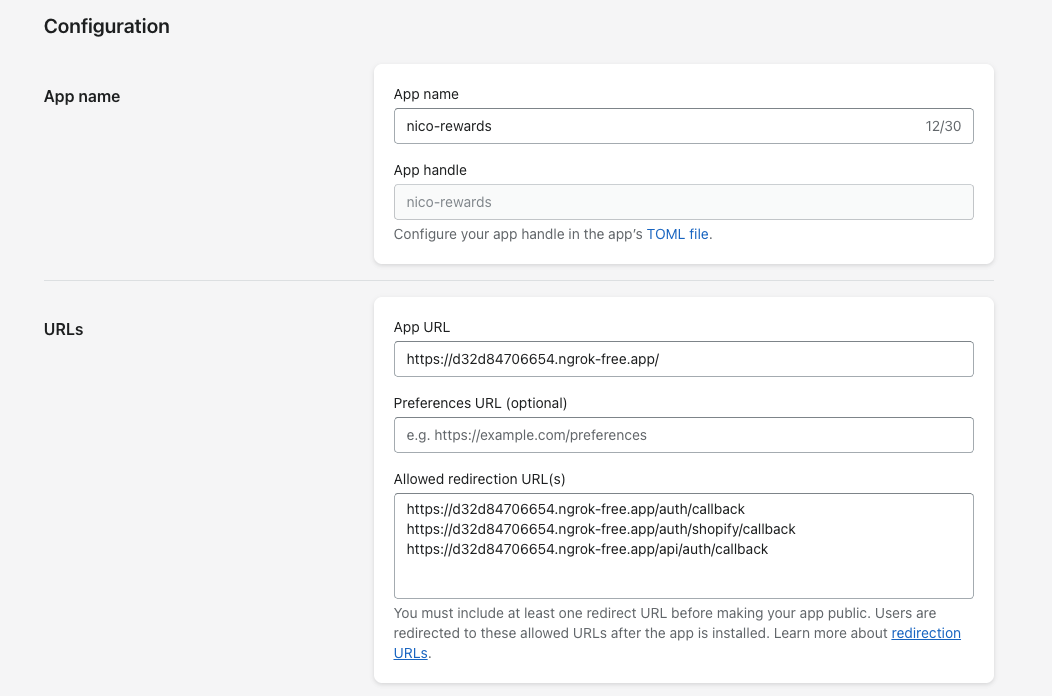 Configuration
App name
App name
nico-rewards
12/30
App handle
nico-rewards
Configure your app handle in the app's TOML file.
URLs
App URL
https://d32d84706654.ngrok-free.app/
Preferences URL (optional)
e.g. https://example.com/preferences
Allowed redirection URL(s)
https://d32d84706654.ngrok-free.app/auth/callback
https://d32d84706654.ngrok-free.app/auth/shopify/callback
https://d32d84706654.ngrok-free.app/api/auth/callback
You must include at least one redirect URL before making your app public. Users are
redirected to these allowed URLs after the app is installed. Learn more about redirection
URLs.